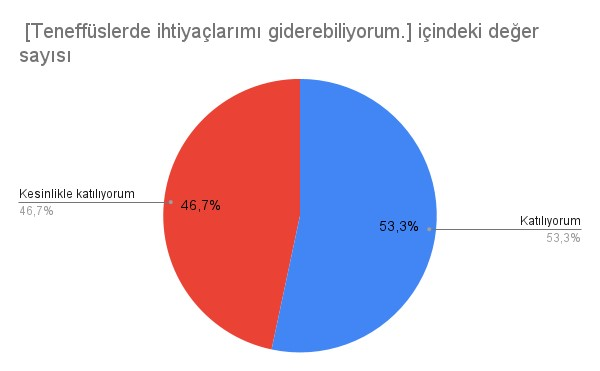 [Teneffüslerde ihtiyaçlarımı giderebiliyorum.] içindeki değer
sayısı
Kesinlikle katılıyorum
46,7%
46,7%
53,3%
Katılıyorum
53,3%